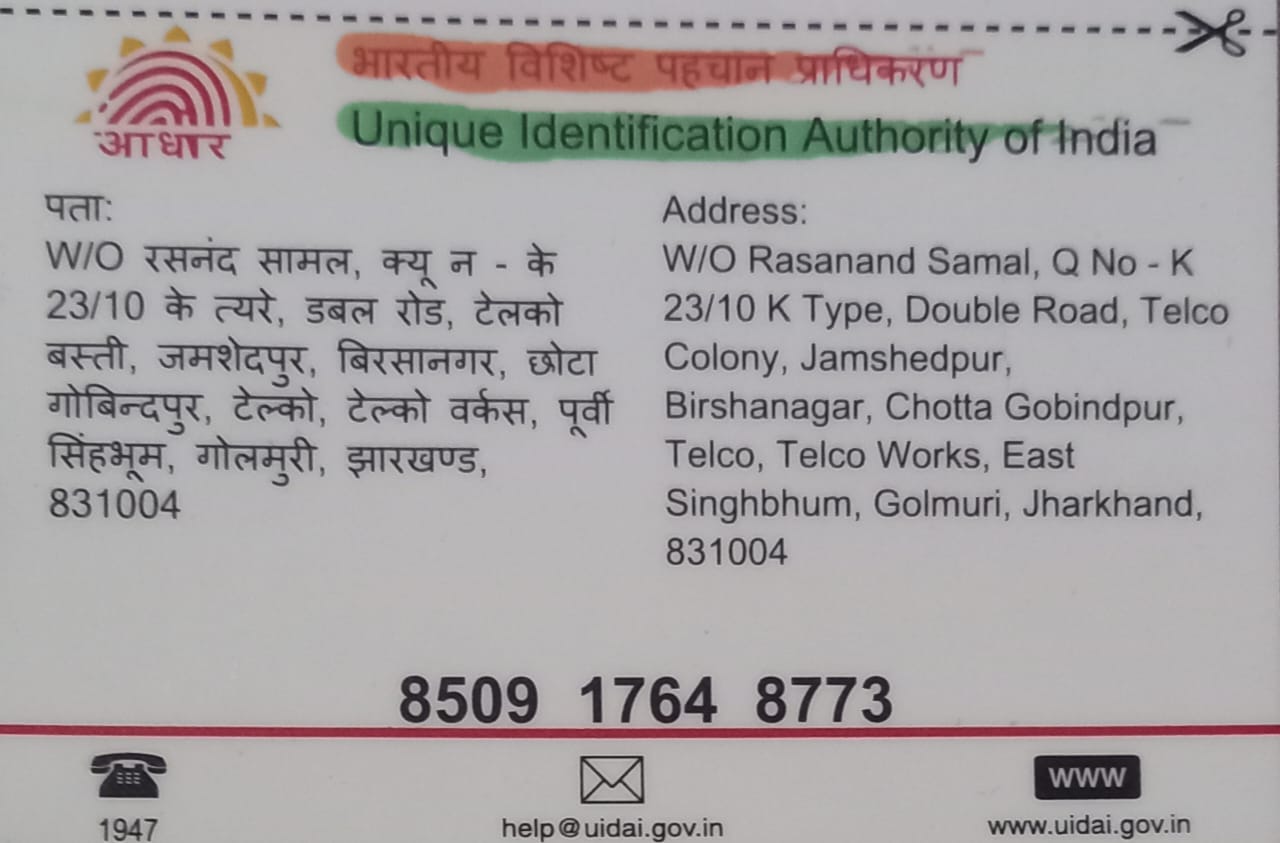 आधार
भारतीय विशिष्ट पहचान प्राधिकरण
Unique Identification Authority of India
पता:
W/O रसनंद सामल, क्यू न - के
23/10 के त्यरे, डबल रोड, टेलको
बस्ती, जमशेदपुर, बिरसानगर, छोटा
गोबिन्दपुर, टेल्को, टेल्को वर्कस, पूर्वी
सिंहभूम, गोलमुरी, झारखण्ड,
831004
Address:
W/O Rasanand Samal, Q No - K
23/10 K Type, Double Road, Telco
Colony, Jamshedpur,
Birshanagar, Chotta Gobindpur,
Telco, Telco Works, East
Singhbhum, Golmuri, Jharkhand,
831004
8509 1764 8773
1947
help@uidai.gov.in
www
www.uidai.gov.in